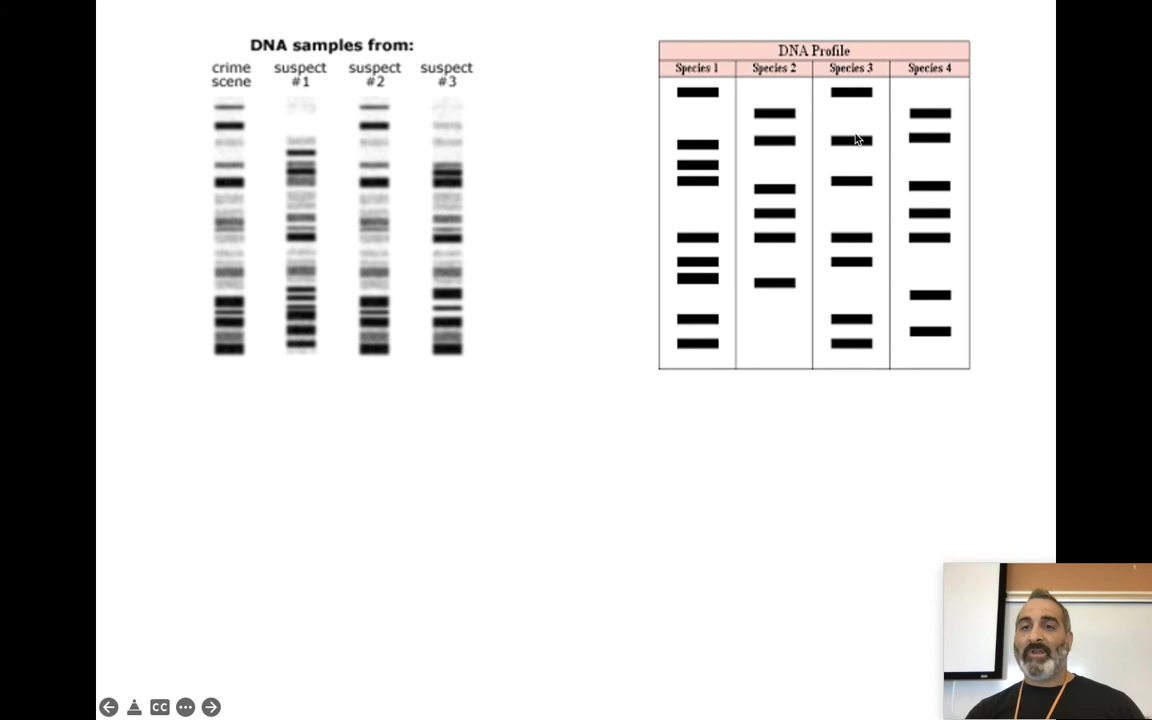 DNA samples from:
crime suspect suspect suspect
scene #1 #2 #3
DNA Profile
Species 1 Species 2 Species 3 Species 4
CC